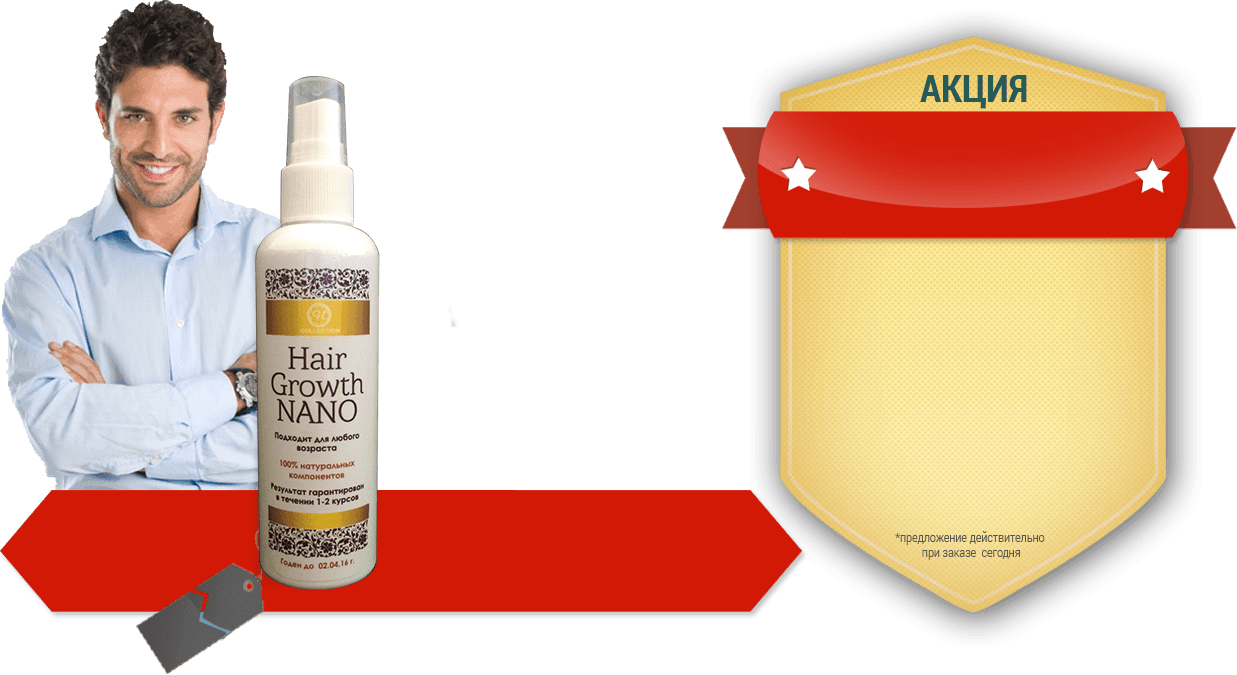 АКЦИЯ
COLLECTION
Hair
Growth
NANO
Подходит для любого
возраста
100% натуральных
компонентов
Результат гарантирован
в течении 1-2 курсов
Годен до 02.04.16 г.
*предложение действительно
при заказе сегодня